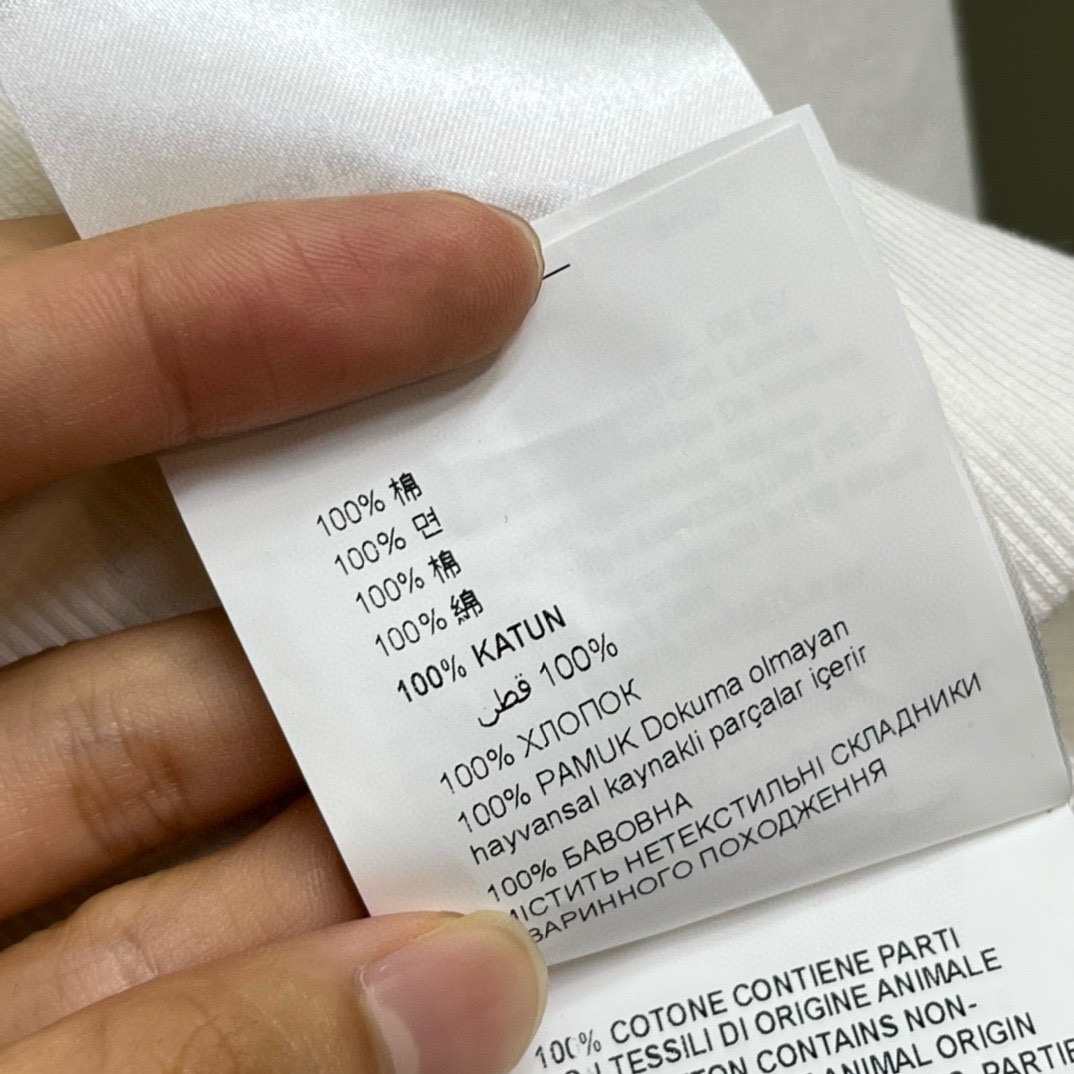 100% 棉
100% 면
100% 棉
100% 綿
100% KATUN
100% قطن
100% ХЛОПОК
100% PAMUK Dokuma olmayan
hayvansal kaynakli parçalar içerir
100% БАВОВНА
МІСТИТЬ НЕТЕКСТИЛЬНІ СКЛАДНИКИ
ВАРИННОГО ПОХОДЖЕННЯ
100% COTONE CONTIENE PARTI
TESSILI DI ORIGINE ANIMALE
CONTAINS NON-
ANIMAL ORIGIN